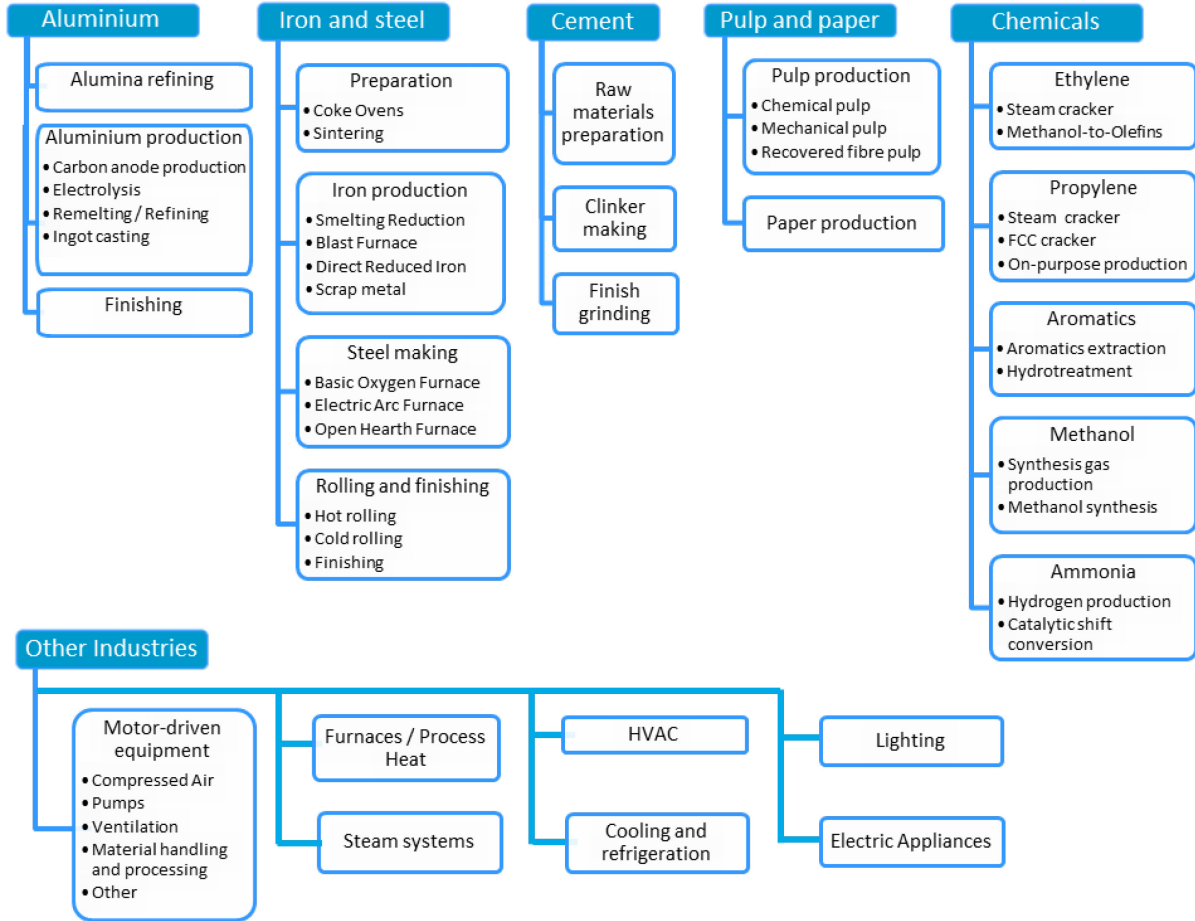 Aluminium
Alumina refining
Aluminium production
• Carbon anode production
• Electrolysis
• Remelting / Refining
• Ingot casting
Finishing
Iron and steel
Preparation
• Coke Ovens
• Sintering
Iron production
• Smelting Reduction
• Blast Furnace
• Direct Reduced Iron
• Scrap metal
Steel making
• Basic Oxygen Furnace
• Electric Arc Furnace
• Open Hearth Furnace
Rolling and finishing
• Hot rolling
• Cold rolling
• Finishing
Cement
Raw
materials
preparation
Clinker
making
Finish
grinding
Pulp and paper
Pulp production
• Chemical pulp
• Mechanical pulp
• Recovered fibre pulp
Paper production
Chemicals
Ethylene
• Steam cracker
• Methanol-to-Olefins
Propylene
• Steam cracker
• FCC cracker
• On-purpose production
Aromatics
• Aromatics extraction
• Hydrotreatment
Methanol
• Synthesis gas
production
• Methanol synthesis
Ammonia
• Hydrogen production
• Catalytic shift
conversion
Other Industries
Motor-driven
equipment
• Compressed Air
• Pumps
• Ventilation
• Material handling
and processing
• Other
Furnaces / Process
Heat
Steam systems
HVAC
Cooling and
refrigeration
Lighting
Electric Appliances